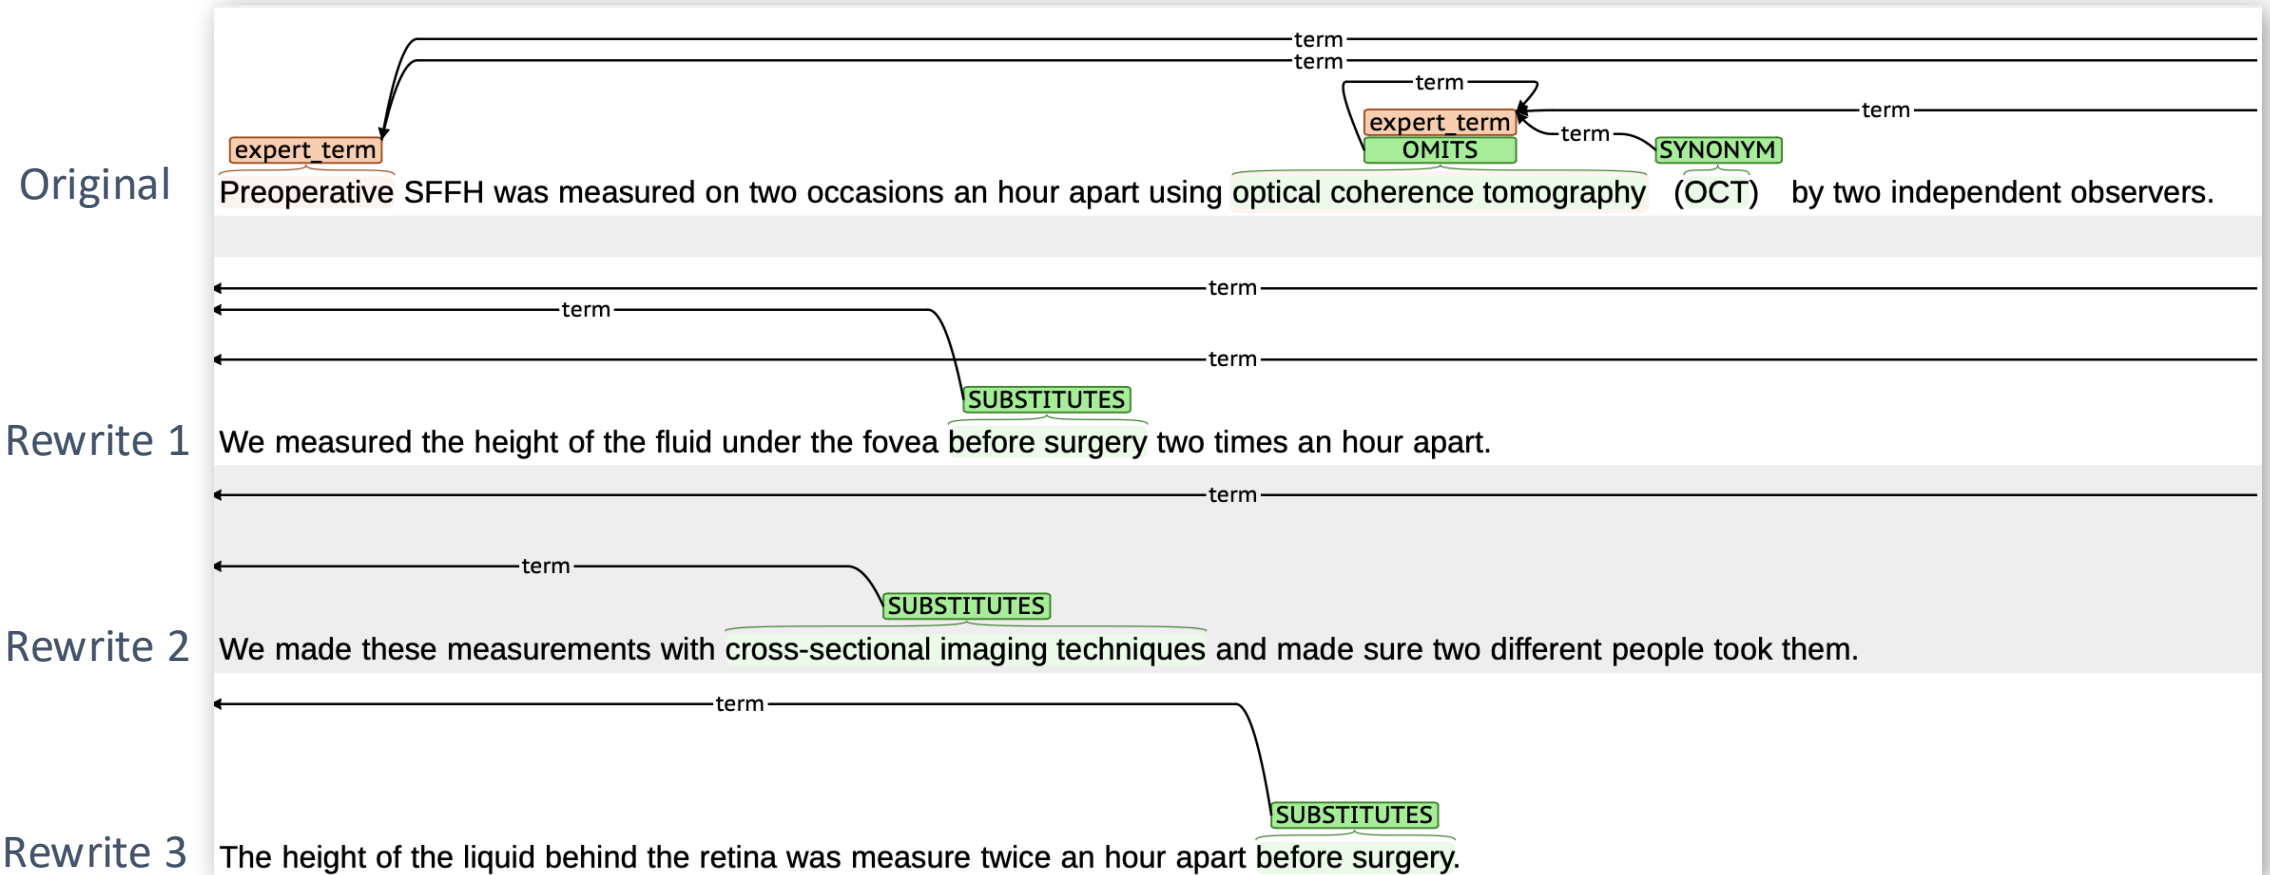 term
term
term
expert_term
term
expert_term
OMITS
term
SYNONYM
Original
Preoperative SFFH was measured on two occasions an hour apart using optical coherence tomography (OCT) by two independent observers.
term
term
term
SUBSTITUTES
Rewrite 1
We measured the height of the fluid under the fovea before surgery two times an hour apart.
term
term
SUBSTITUTES
Rewrite 2
We made these measurements with cross-sectional imaging techniques and made sure two different people took them.
term
SUBSTITUTES
Rewrite 3
The height of the liquid behind the retina was measure twice an hour apart before surgery.